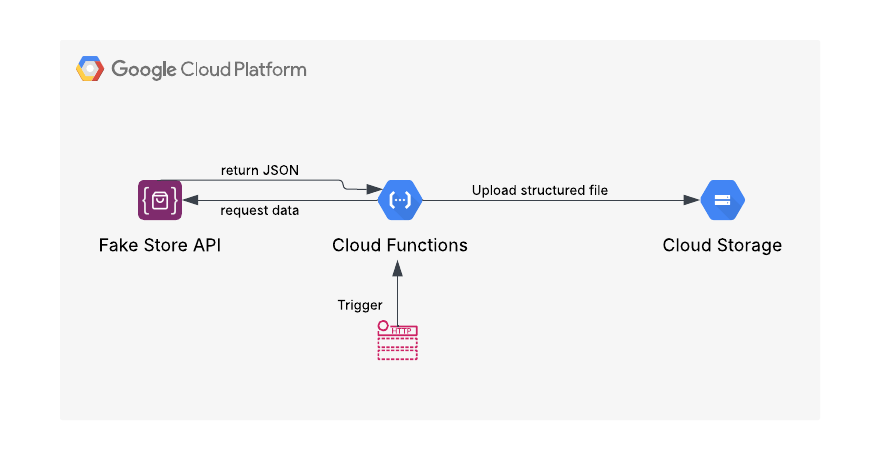 Google Cloud Platform
return JSON
Upload structured file
request data
Fake Store API
Cloud Functions
Cloud Storage
Trigger
HTTP